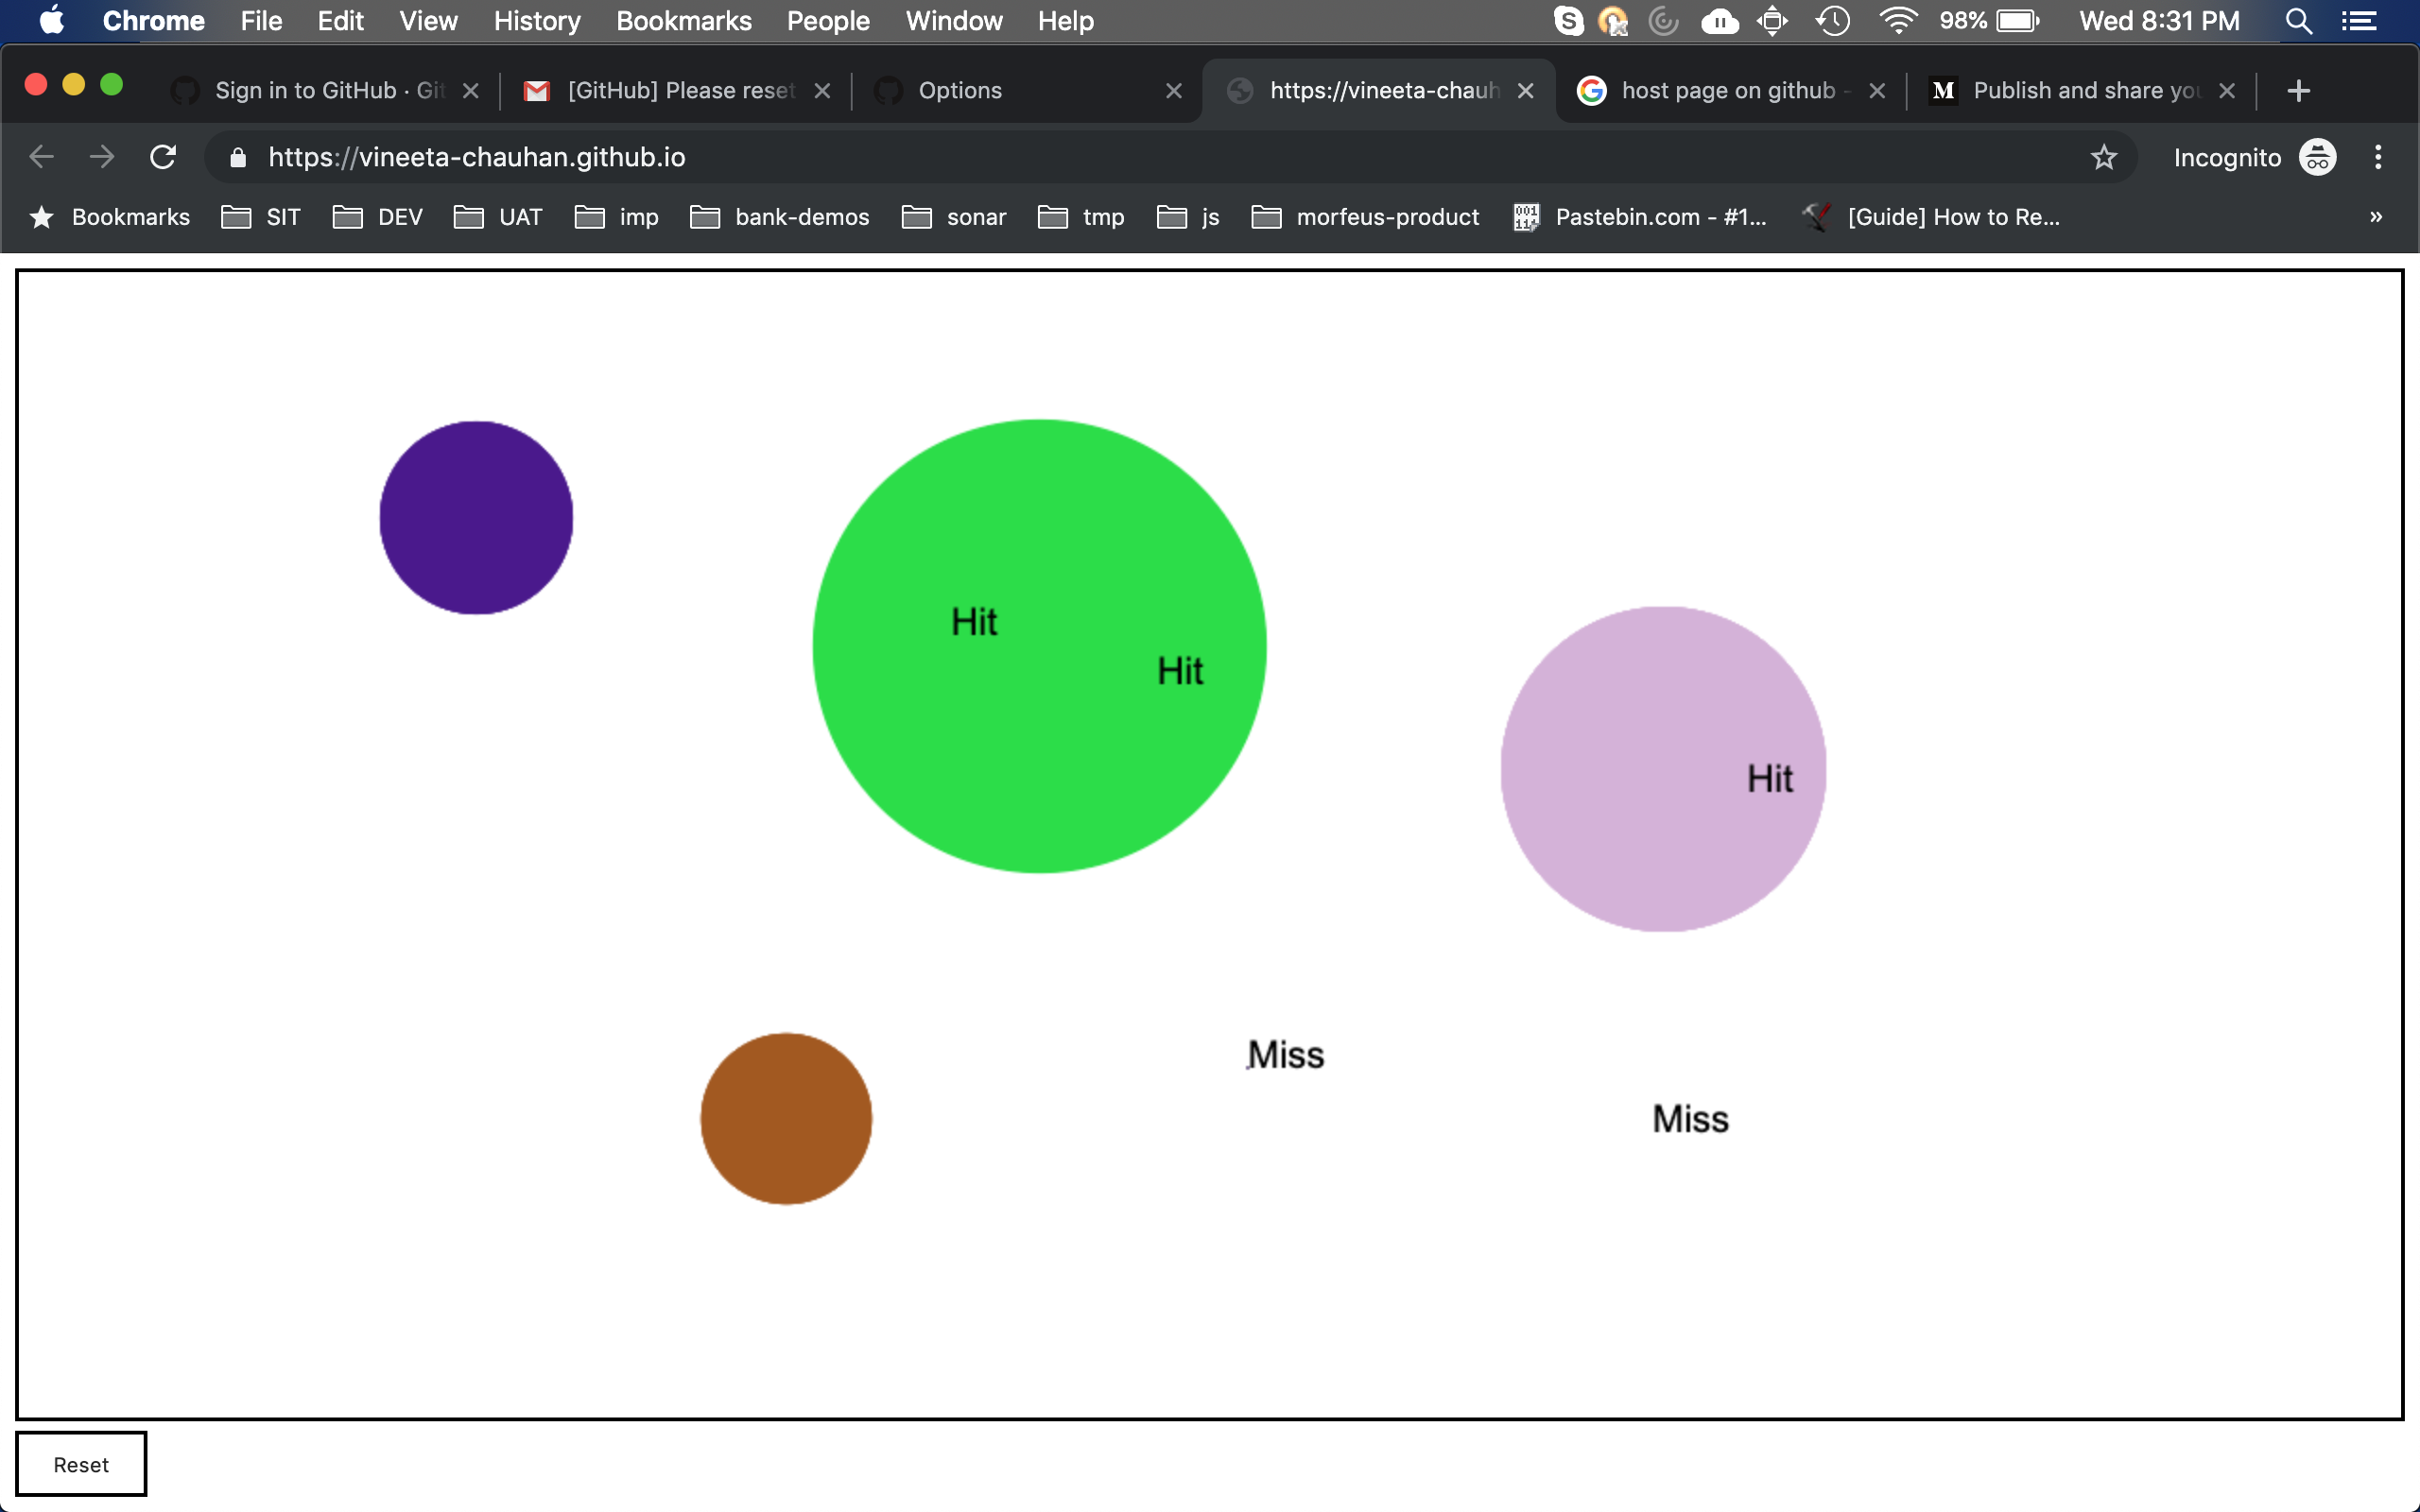 Chrome File Edit View History Bookmarks People Window Help 98% Wed 8:31 PM
Sign in to GitHub · Git [GitHub] Please reset Options https://vineeta-chauh host page on github - Publish and share you
https://vineeta-chauhan.github.io Incognito
Bookmarks SIT DEV UAT imp bank-demos sonar tmp js morfeus-product Pastebin.com - #1... [Guide] How to Re... »
Hit
Hit
Hit
Miss
Miss
Reset